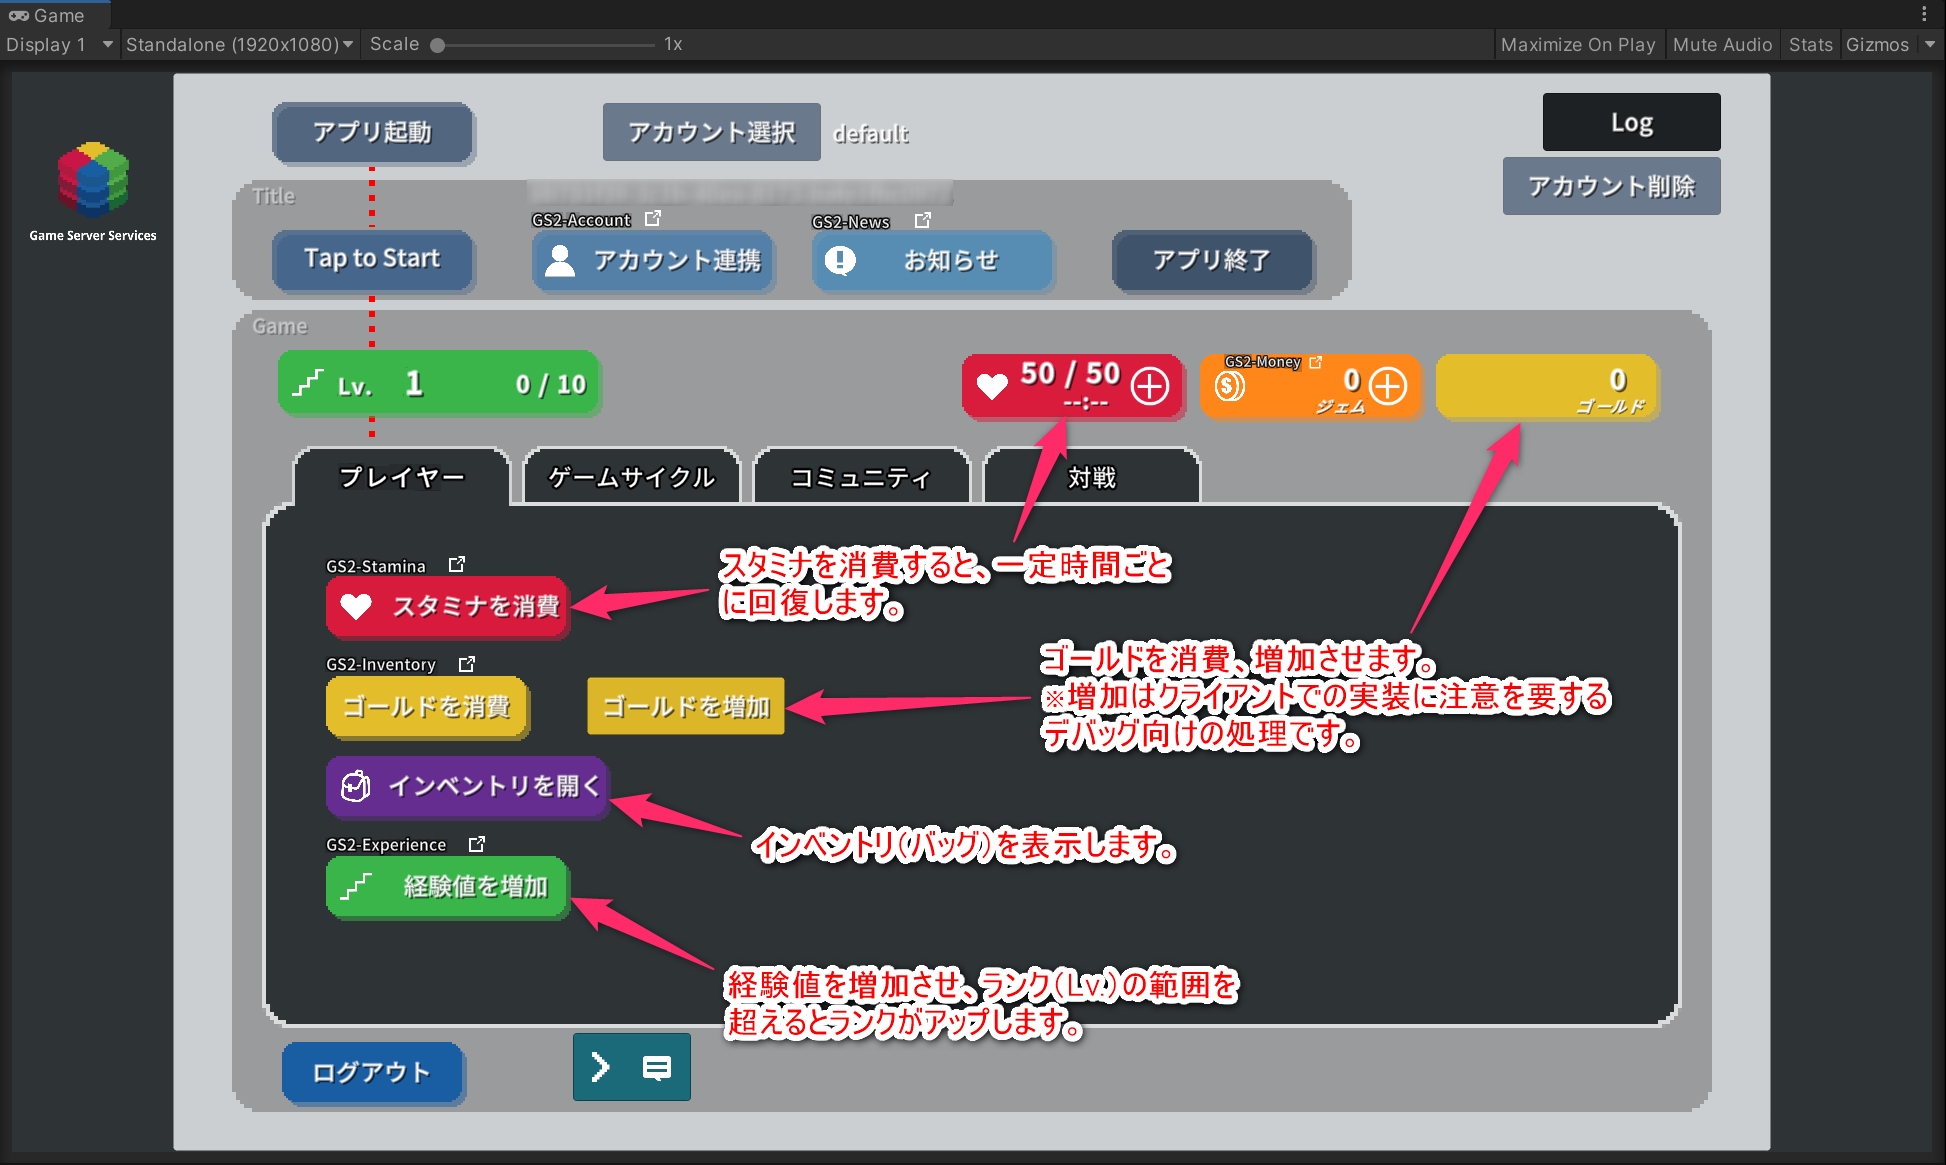 Game
Display 1
Standalone (1920x1080)
Scale
1x
Maximize On Play
Mute Audio
Stats
Gizmos
Game Server Services
アプリ起動
アカウント選択
default
Log
アカウント削除
Title
GS2-Account
GS2-News
Tap to Start
アカウント連携
お知らせ
アプリ終了
Game
Lv. 1 0 / 10
50 / 50
--:--
GS2-Money
0
ジェム
0
ゴールド
プレイヤー
ゲームサイクル
コミュニティ
対戦
GS2-Stamina
スタミナを消費
スタミナを消費すると、一定時間ごと
に回復します。
GS2-Inventory
ゴールドを消費
ゴールドを増加
ゴールドを消費、増加させます。
※増加はクライアントでの実装に注意を要する
デバッグ向けの処理です。
インベントリを開く
インベントリ(バッグ)を表示します。
GS2-Experience
経験値を増加
経験値を増加させ、ランク(Lv.)の範囲を
超えるとランクがアップします。
ログアウト